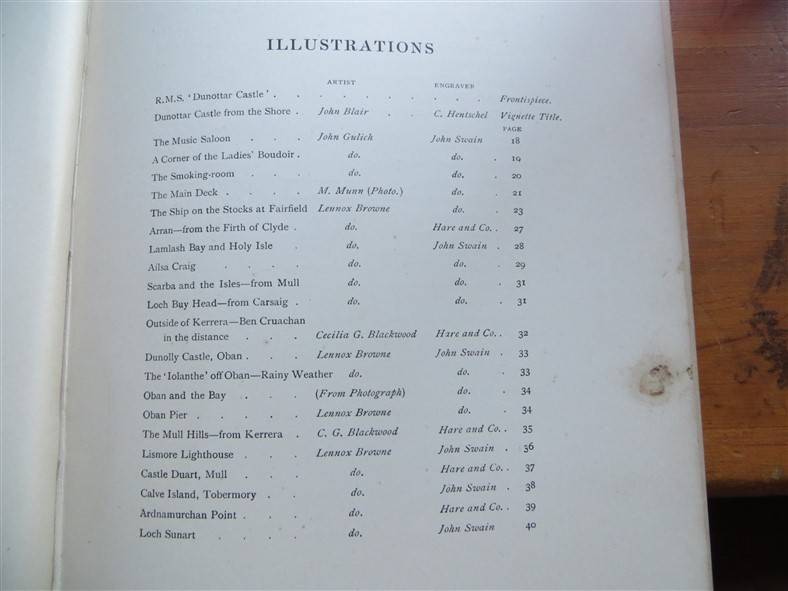 ILLUSTRATIONS
ARTIST ENGRAVER
R.M.S. 'Dunottar Castle' . . . . . . . . . Frontispiece.
Dunottar Castle from the Shore . John Blair . . C. Hentschel Vignette Title.
PAGE
The Music Saloon . . . John Gulich John Swain . 18
A Corner of the Ladies' Boudoir . do. do. . 19
The Smoking-room . . . do. do. . 20
The Main Deck . . . . M. Munn (Photo.) do. . 21
The Ship on the Stocks at Fairfield Lennox Browne do. . 23
Arran—from the Firth of Clyde . do. Hare and Co. . 27
Lamlash Bay and Holy Isle . do. John Swain . 28
Ailsa Craig . . . . do. do. . 29
Scarba and the Isles—from Mull do. do. . 31
Loch Buy Head—from Carsaig . do. do. . 31
Outside of Kerrera—Ben Cruachan
in the distance . . . Cecilia G. Blackwood Hare and Co. . 32
Dunolly Castle, Oban . . . Lennox Browne John Swain . 33
The 'Iolanthe' off Oban—Rainy Weather do. do. . 33
Oban and the Bay . . . (From Photograph) do. . 34
Oban Pier . . . . . Lennox Browne do. . 34
The Mull Hills—from Kerrera . C. G. Blackwood Hare and Co. . 35
Lismore Lighthouse . . . Lennox Browne John Swain . 36
Castle Duart, Mull . . . do. Hare and Co. . 37
Calve Island, Tobermory . . do. John Swain . 38
Ardnamurchan Point . . . do. Hare and Co. . 39
Loch Sunart . . . . do. John Swain 40